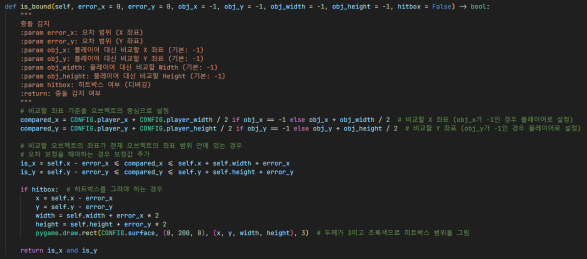 def is_bound(self, error_x = 0, error_y = 0, obj_x = -1, obj_y = -1, obj_width = -1, obj_height = -1, hitbox = False) -> bool:
"""
충돌 감지
:param error_x: 오차 범위 (X 좌표)
:param error_y: 오차 범위 (Y 좌표)
:param obj_x: 플레이어 대신 비교할 X 좌표 (기본: -1)
:param obj_y: 플레이어 대신 비교할 Y 좌표 (기본: -1)
:param obj_width: 플레이어 대신 비교할 Width (기본: -1)
:param obj_height: 플레이어 대신 비교할 Height (기본: -1)
:param hitbox: 히트박스 여부 (디버깅)
:return: 충돌 감지 여부
"""
# 비교할 좌표 기준을 오브젝트의 중심으로 설정
compared_x = CONFIG.player_x + CONFIG.player_width / 2 if obj_x == -1 else obj_x + obj_width / 2 # 비교할 X 좌표 (obj_x가 -1인 경우 플레이어로 설정)
compared_y = CONFIG.player_y + CONFIG.player_height / 2 if obj_y == -1 else obj_y + obj_height / 2 # 비교할 Y 좌표 (obj_y가 -1인 경우 플레이어로 설정)
# 비교할 오브젝트의 좌표가 현재 오브젝트의 좌표 범위 안에 있는 경우
# 오차 보정을 해야하는 경우 보정값 추가
is_x = self.x - error_x <= compared_x <= self.x + self.width + error_x
is_y = self.y - error_y <= compared_y <= self.y + self.height + error_y
if hitbox: # 히트박스를 그려야 하는 경우
x = self.x - error_x
y = self.y - error_y
width = self.width + error_x * 2
height = self.height + error_y * 2
pygame.draw.rect(CONFIG.surface, (0, 200, 0), (x, y, width, height), 3) # 두께가 3이고 초록색으로 히트박스 범위를 그림
return is_x and is_y